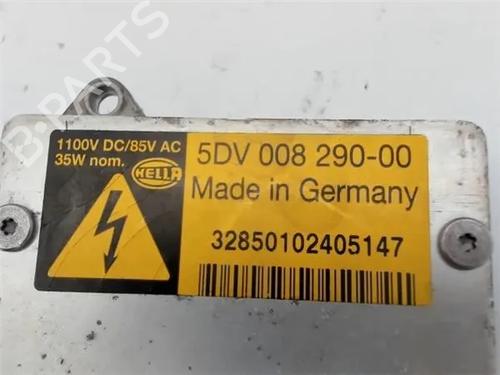 B-PARTS
1100V DC/85V AC
35W nom.
HELLA
5DV 008 290-00
Made in Germany
32850102405147